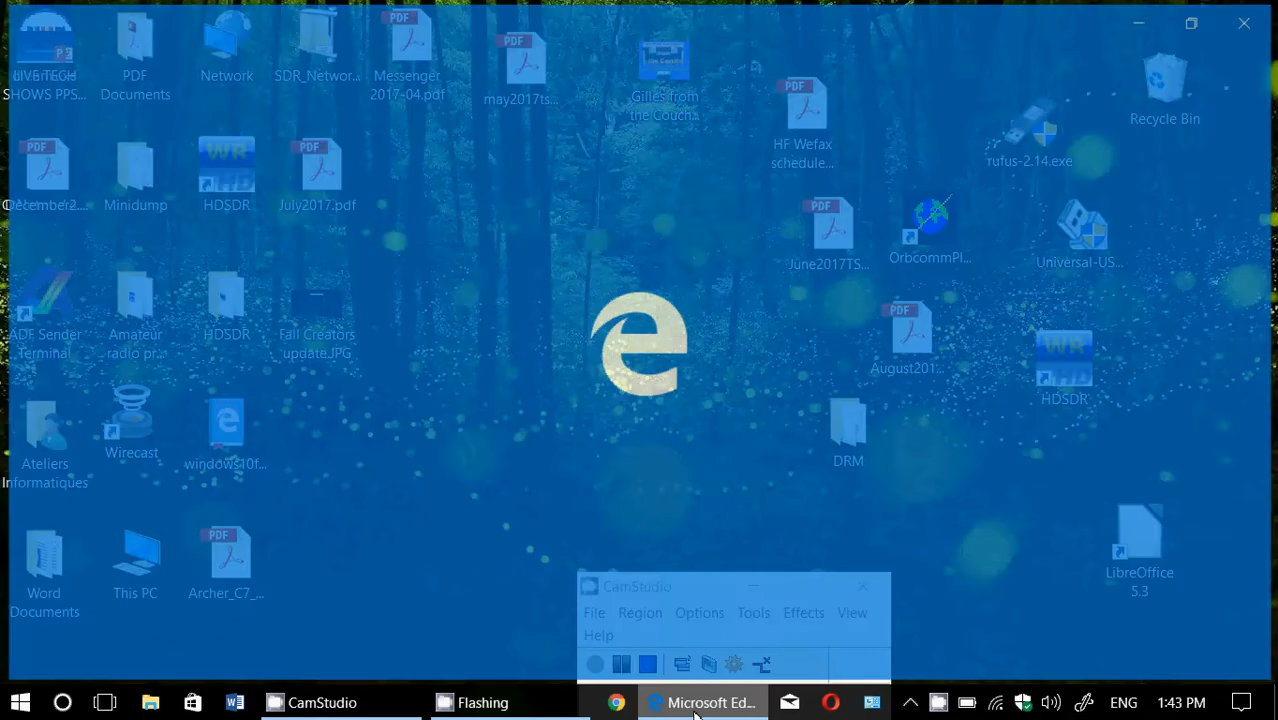 LIVE TECH
SHOWS PPS...
PDF
Documents
Network
SDR_Networ...
PDF
Messenger
2017-04.pdf
PDF
may2017ts...
Gilles from
the Couch...
PDF
HF Wefax
schedule...
rufus-2.14.exe
Recycle Bin
PDF
December2...
Minidump
WR
HDSDR
PDF
July2017.pdf
PDF
June2017TS...
OrbcommPl...
Universal-US...
ADF Sender
Terminal
Amateur
radio pr...
HDSDR
Fall Creators
update.JPG
PDF
August201...
WR
HDSDR
Ateliers
Informatiques
Wirecast
windows10f...
DRM
Word
Documents
This PC
PDF
Archer_C7_...
LibreOffice
5.3
CamStudio
File Region Options Tools Effects View
Help
CamStudio
Flashing
Microsoft Ed...
ENG
1:43 PM